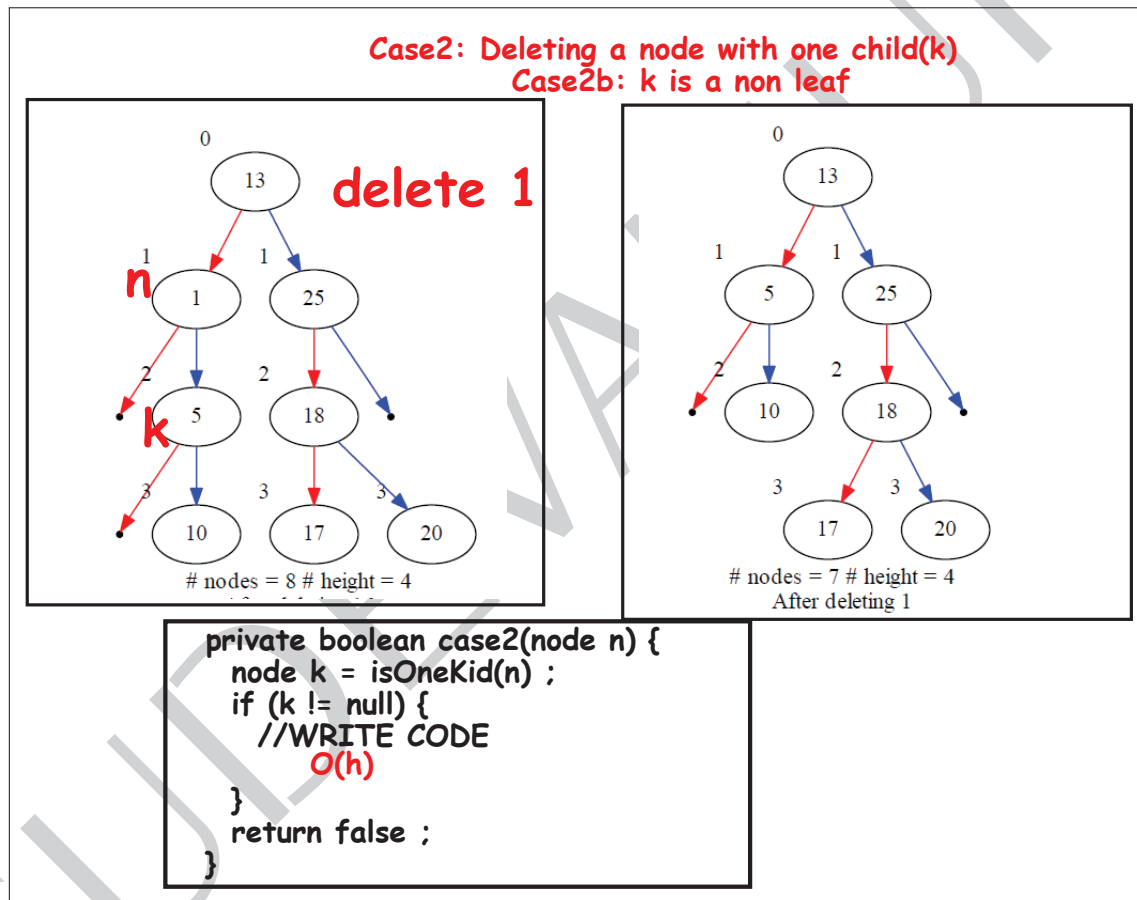 Case2: Deleting a node with one child(k)
Case2b: k is a non leaf
0
13
delete 1
1
n
1
1
25
2
k
5
2
18
3
10
3
17
3
20
# nodes = 8 # height = 4
0
13
1
5
1
25
2
10
2
18
3
17
3
20
# nodes = 7 # height = 4
After deleting 1
private boolean case2(node n) {
node k = isOneKid(n) ;
if (k != null) {
//WRITE CODE
O(h)
}
return false ;
}